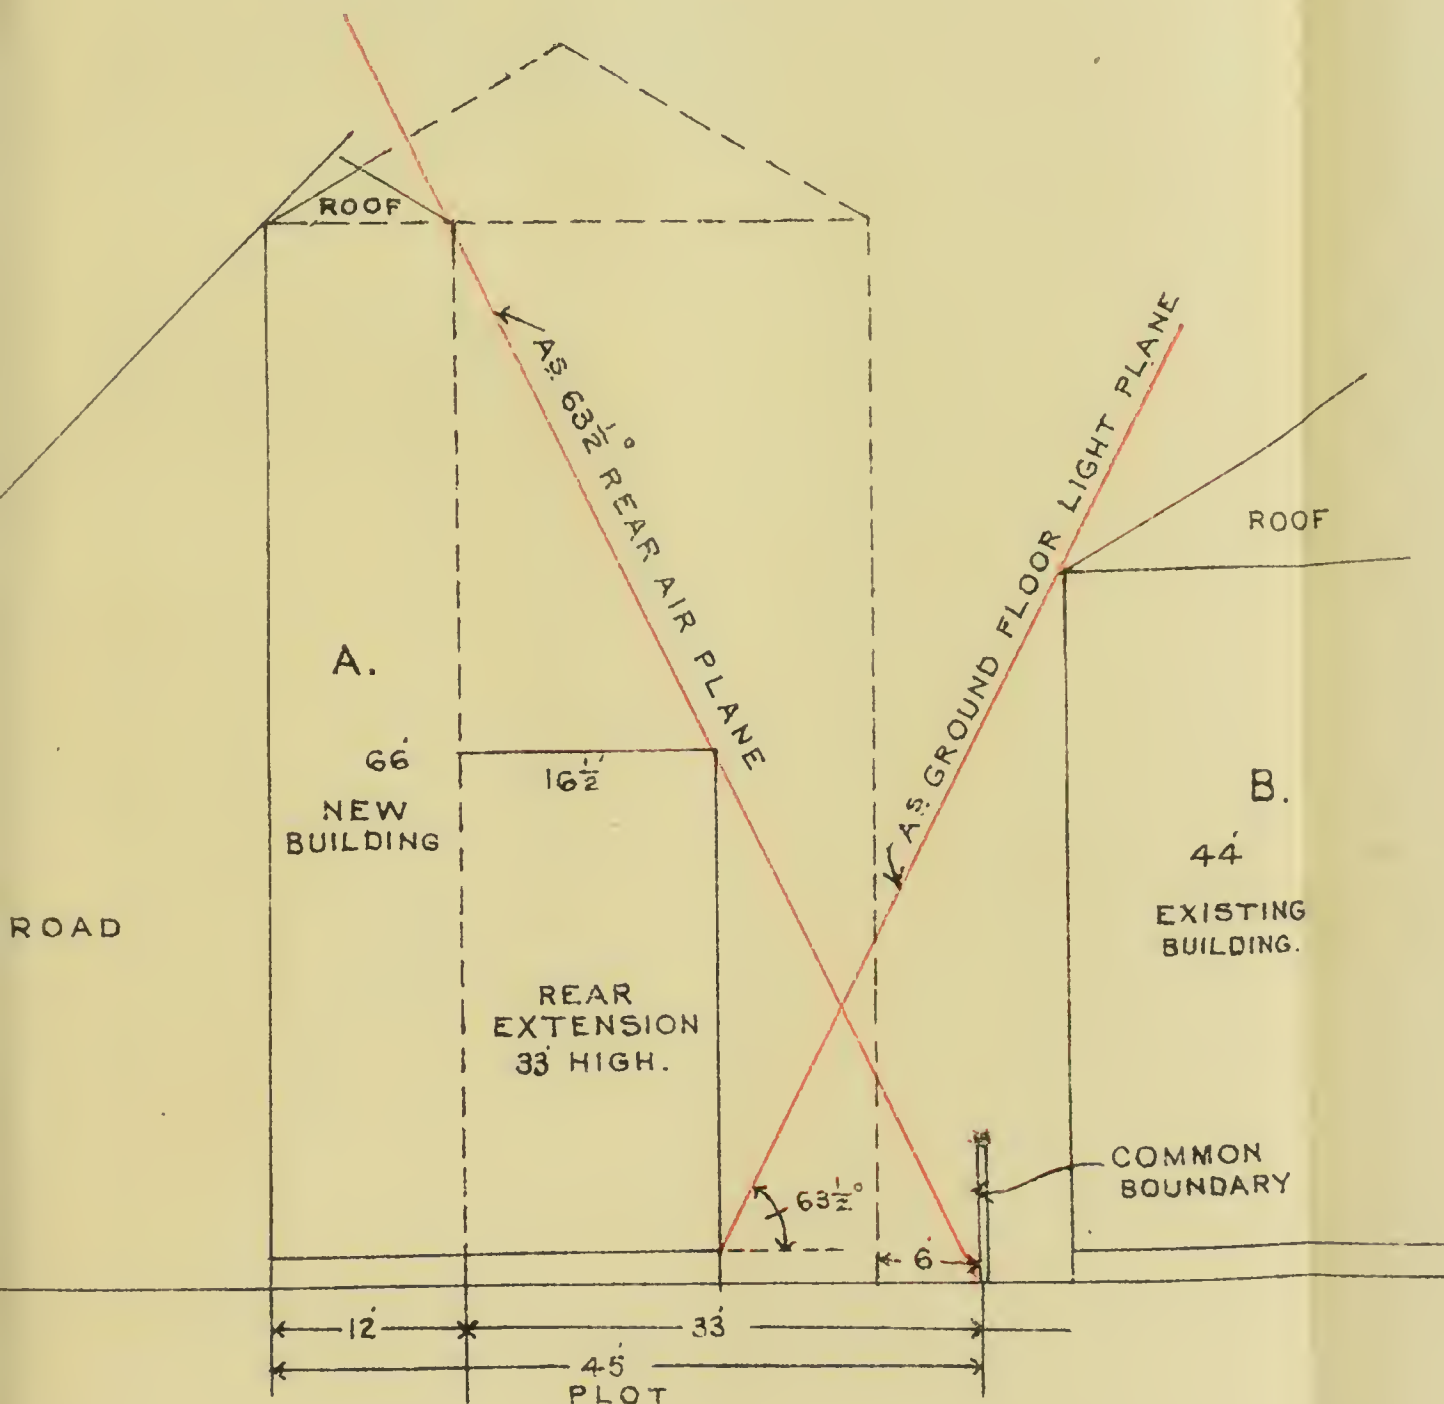 ROOF
A.S. 63½° REAR AIR PLANE
A.S. GROUND FLOOR LIGHT PLANE
ROOF
A.
66'
NEW
BUILDING
16½'
B.
44'
EXISTING
BUILDING.
ROAD
REAR
EXTENSION
33' HIGH.
COMMON
BOUNDARY
63½°
6'
12'
33'
45'
PLOT